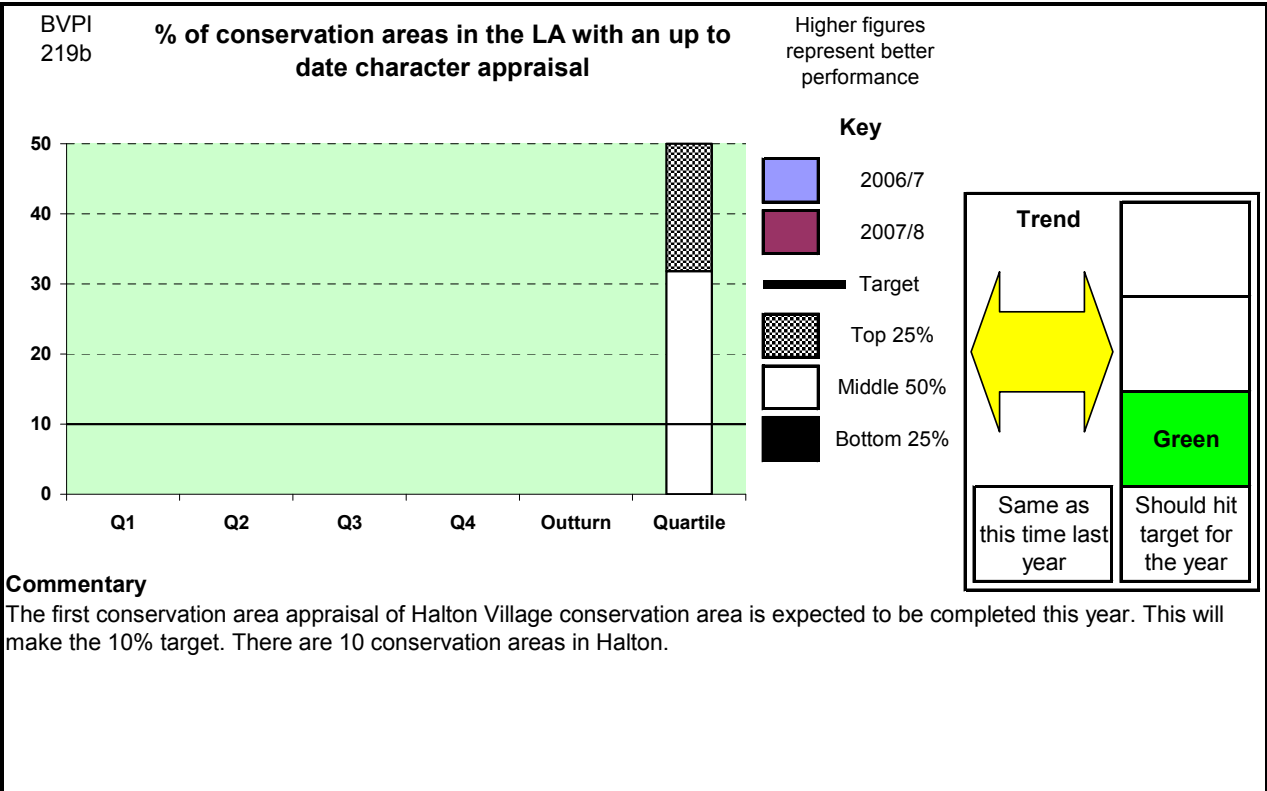 BVPI
219b
% of conservation areas in the LA with an up to
date character appraisal
Higher figures
represent better
performance
Key
2006/7
2007/8
Target
Top 25%
Middle 50%
Bottom 25%
50
40
30
20
10
0
Q1
Q2
Q3
Q4
Outturn
Quartile
Trend
Green
Same as
this time last
year
Should hit
target for
the year
Commentary
The first conservation area appraisal of Halton Village conservation area is expected to be completed this year. This will
make the 10% target. There are 10 conservation areas in Halton.